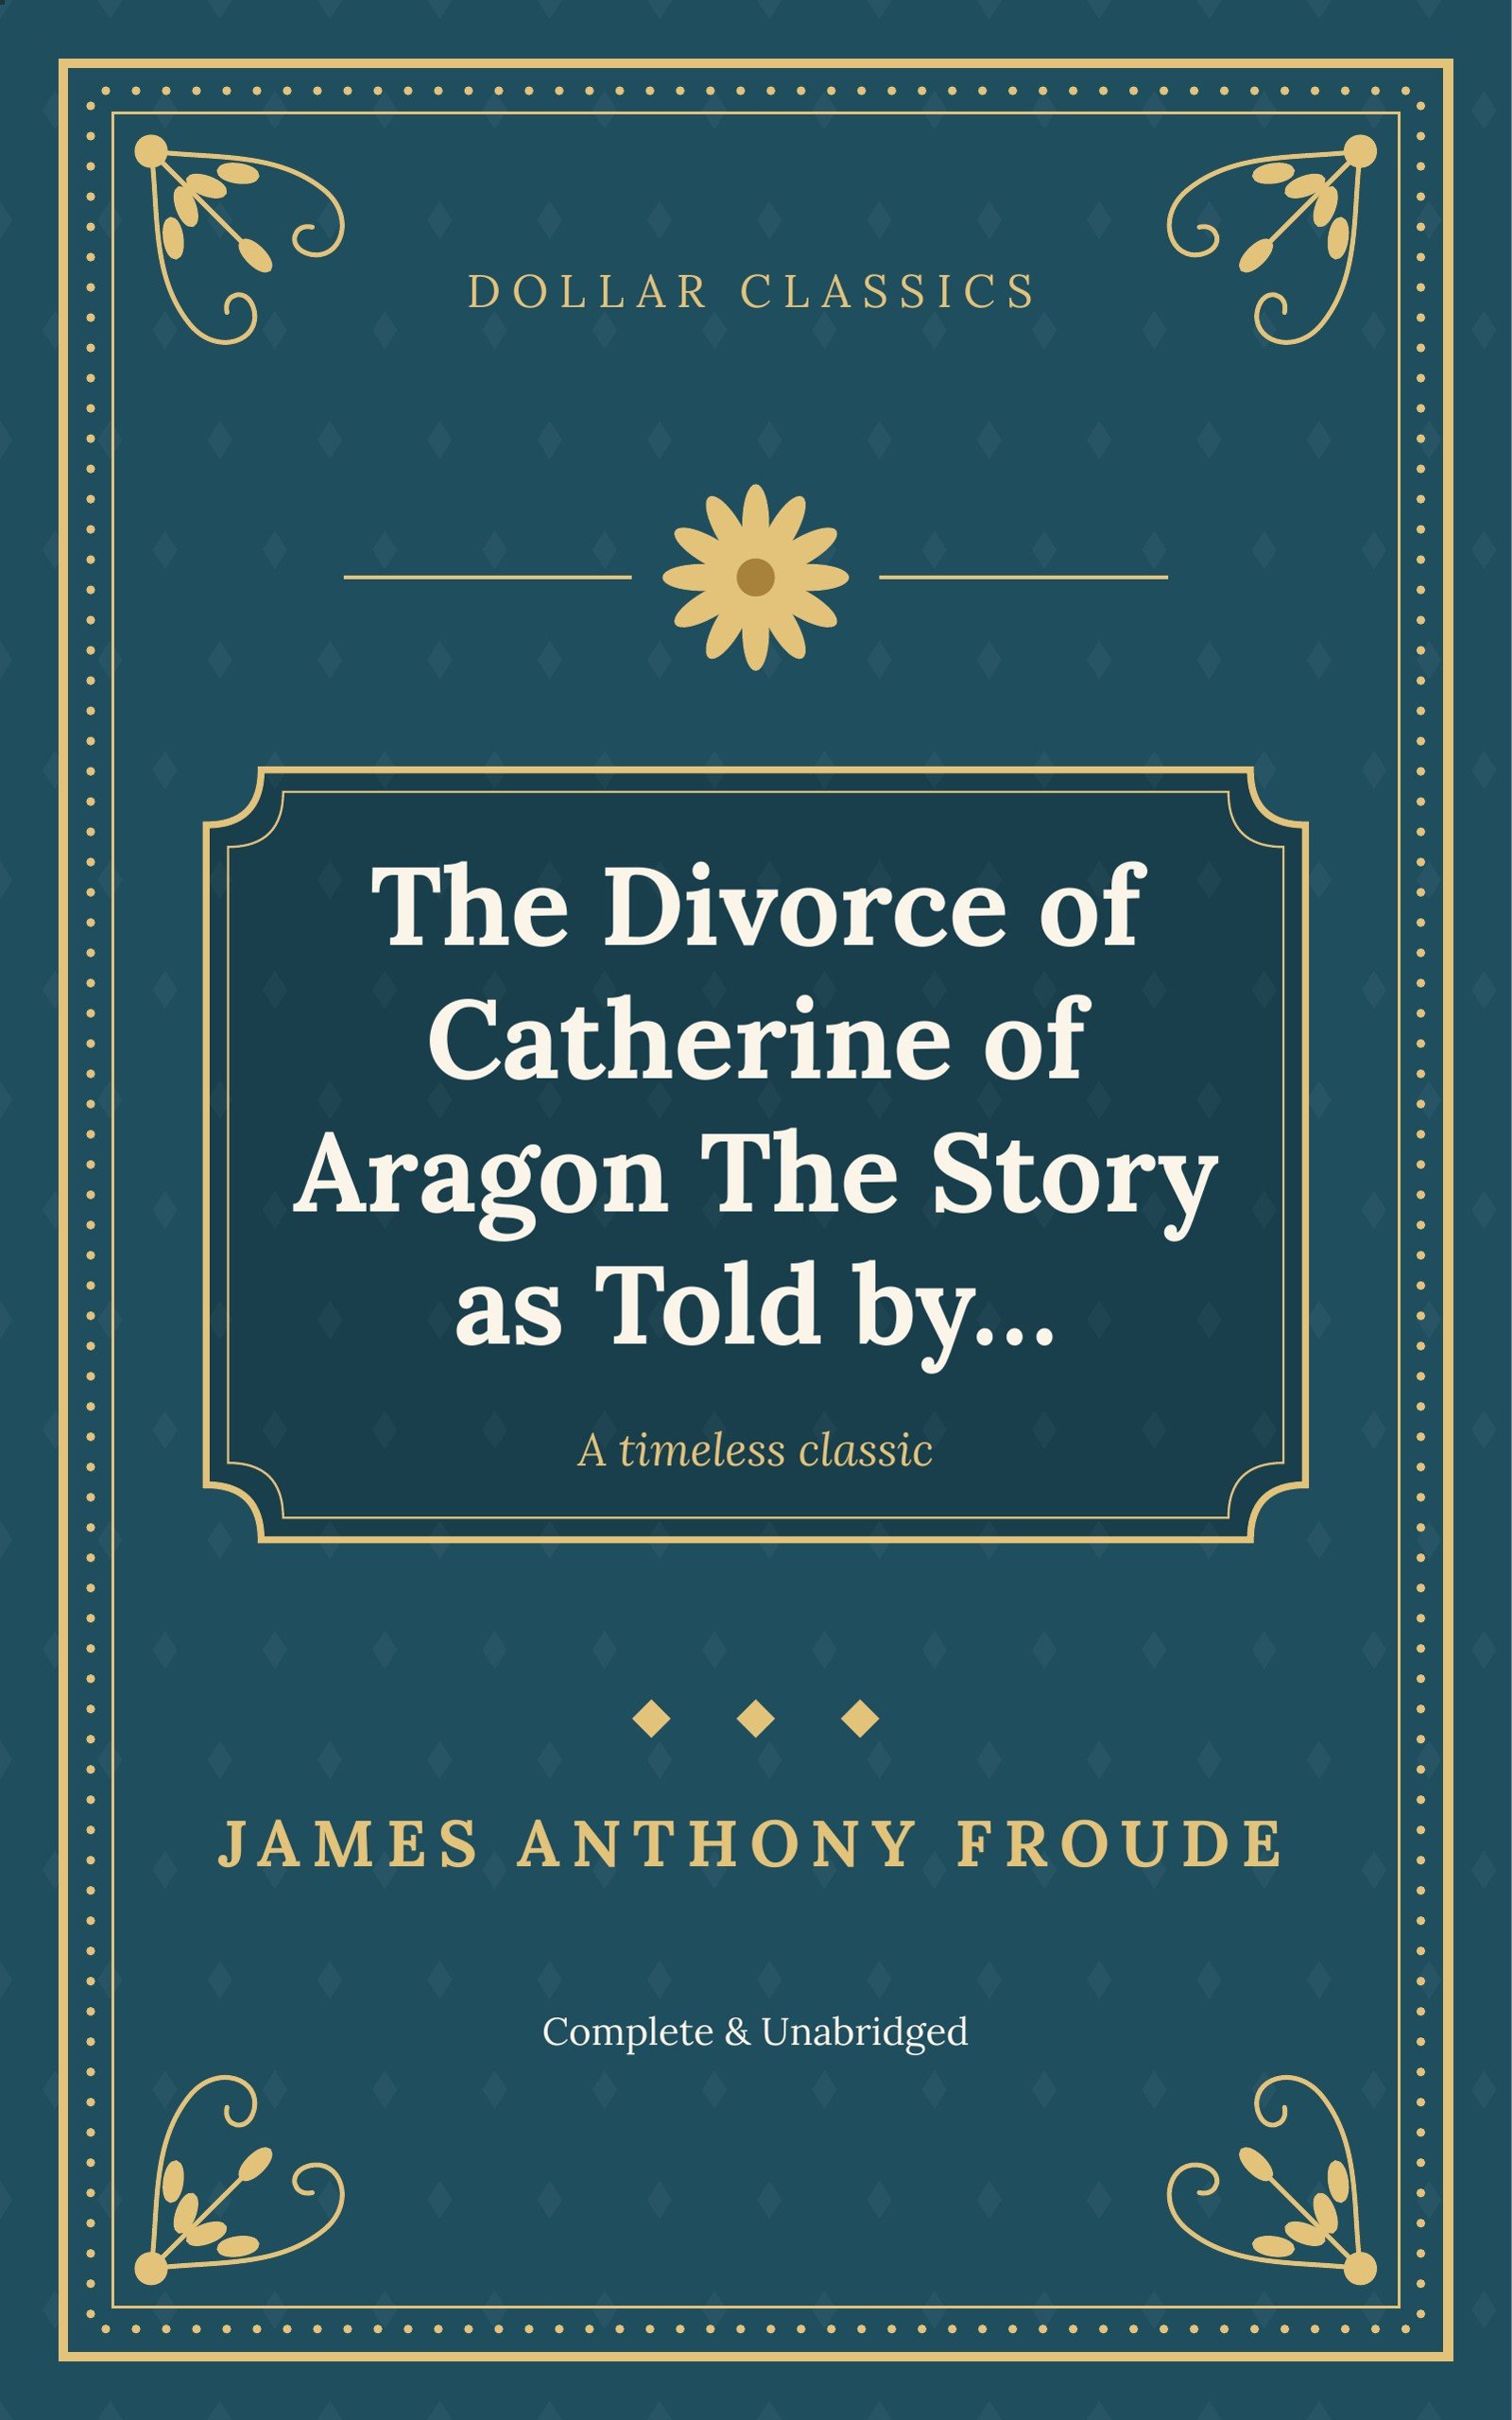 DOLLAR CLASSICS
The Divorce of
Catherine of
Aragon The Story
as Told by...
A timeless classic
JAMES ANTHONY FROUDE
Complete & Unabridged